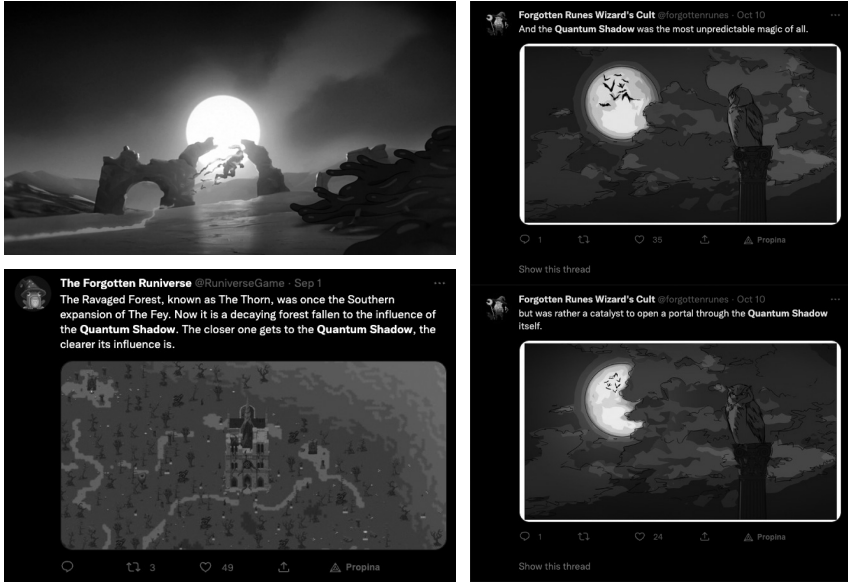 The Forgotten Runiverse @RuniverseGame · Sep 1
The Ravaged Forest, known as The Thorn, was once the Southern
expansion of The Fey. Now it is a decaying forest fallen to the influence of
the Quantum Shadow. The closer one gets to the Quantum Shadow, the
clearer its influence is.
3
49
Propina
Forgotten Runes Wizard's Cult @forgottenrunes · Oct 10
And the Quantum Shadow was the most unpredictable magic of all.
1
35
Propina
Show this thread
Forgotten Runes Wizard's Cult @forgottenrunes · Oct 10
but was rather a catalyst to open a portal through the Quantum Shadow
itself.
1
24
Propina
Show this thread